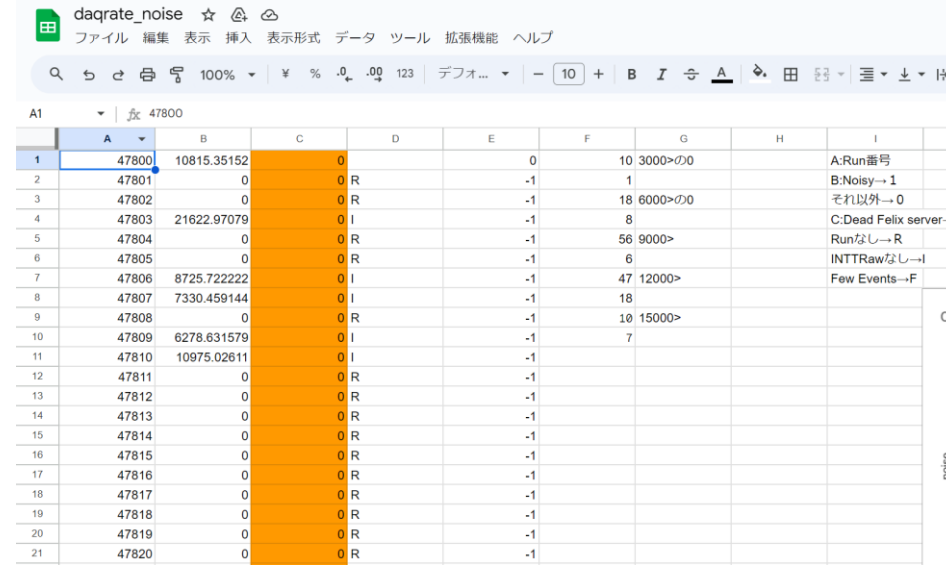 daqrate_noise
ファイル 編集 表示 挿入 表示形式 データ ツール 拡張機能 ヘルプ
100% ¥ % .0 .00 123 デフォ... − 10 + B I A
A1 fx 47800
A B C D E F G H I
1 47800 10815.35152 0 0 10 3000>の0 A:Run番号
2 47801 0 0 R -1 1 B:Noisy→1
3 47802 0 0 R -1 18 6000>の0 それ以外→0
4 47803 21622.97079 0 I -1 8 C:Dead Felix server-
5 47804 0 0 R -1 56 9000> Runなし→R
6 47805 0 0 R -1 6 INTTRawなし→I
7 47806 8725.722222 0 I -1 47 12000> Few Events→F
8 47807 7330.459144 0 I -1 18
9 47808 0 0 R -1 10 15000>
10 47809 6278.631579 0 I -1 7
11 47810 10975.02611 0 I -1
12 47811 0 0 R -1
13 47812 0 0 R -1
14 47813 0 0 R -1
15 47814 0 0 R -1
16 47815 0 0 R -1
17 47816 0 0 R -1
18 47817 0 0 R -1
19 47818 0 0 R -1
20 47819 0 0 R -1
21 47820 0 0 R -1